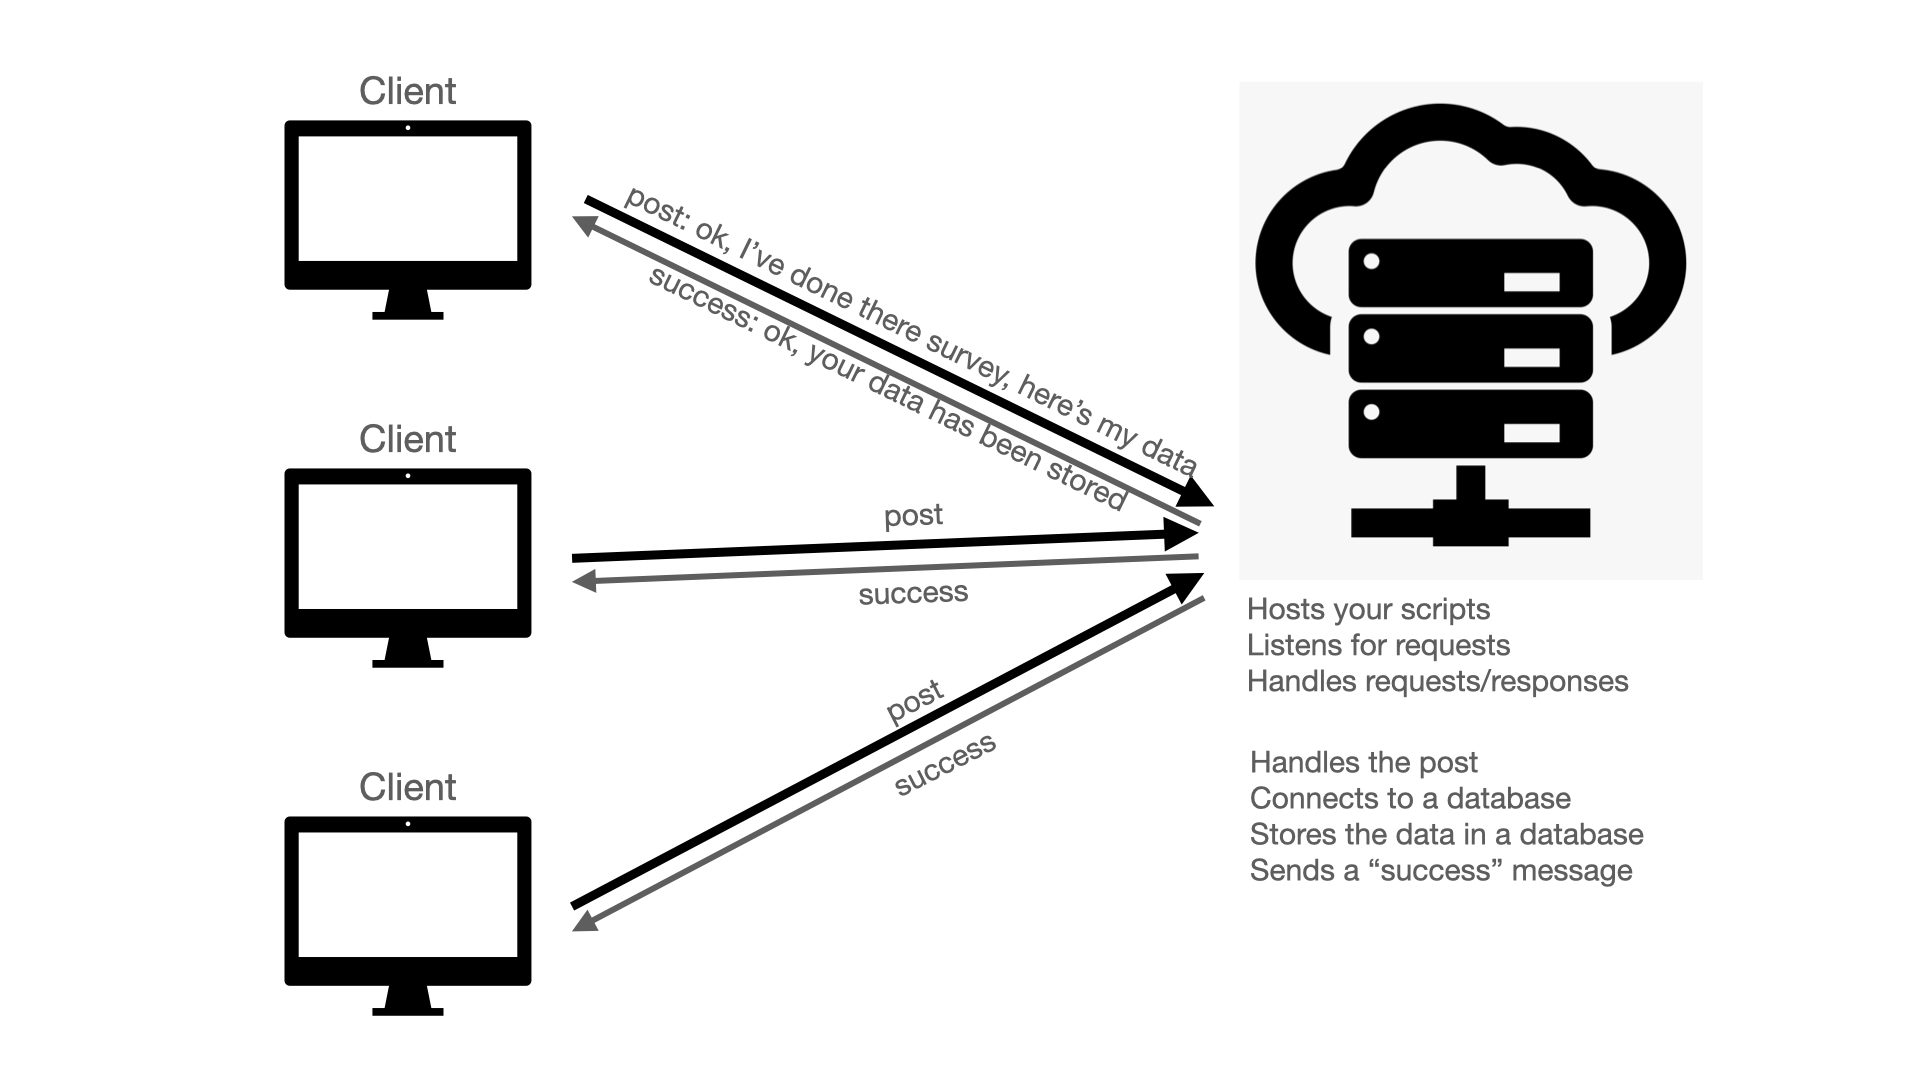 Client
post: ok, I’ve done there survey, here’s my data
success: ok, your data has been stored
Client
post
success
Client
post
success
Hosts your scripts
Listens for requests
Handles requests/responses
Handles the post
Connects to a database
Stores the data in a database
Sends a “success” message